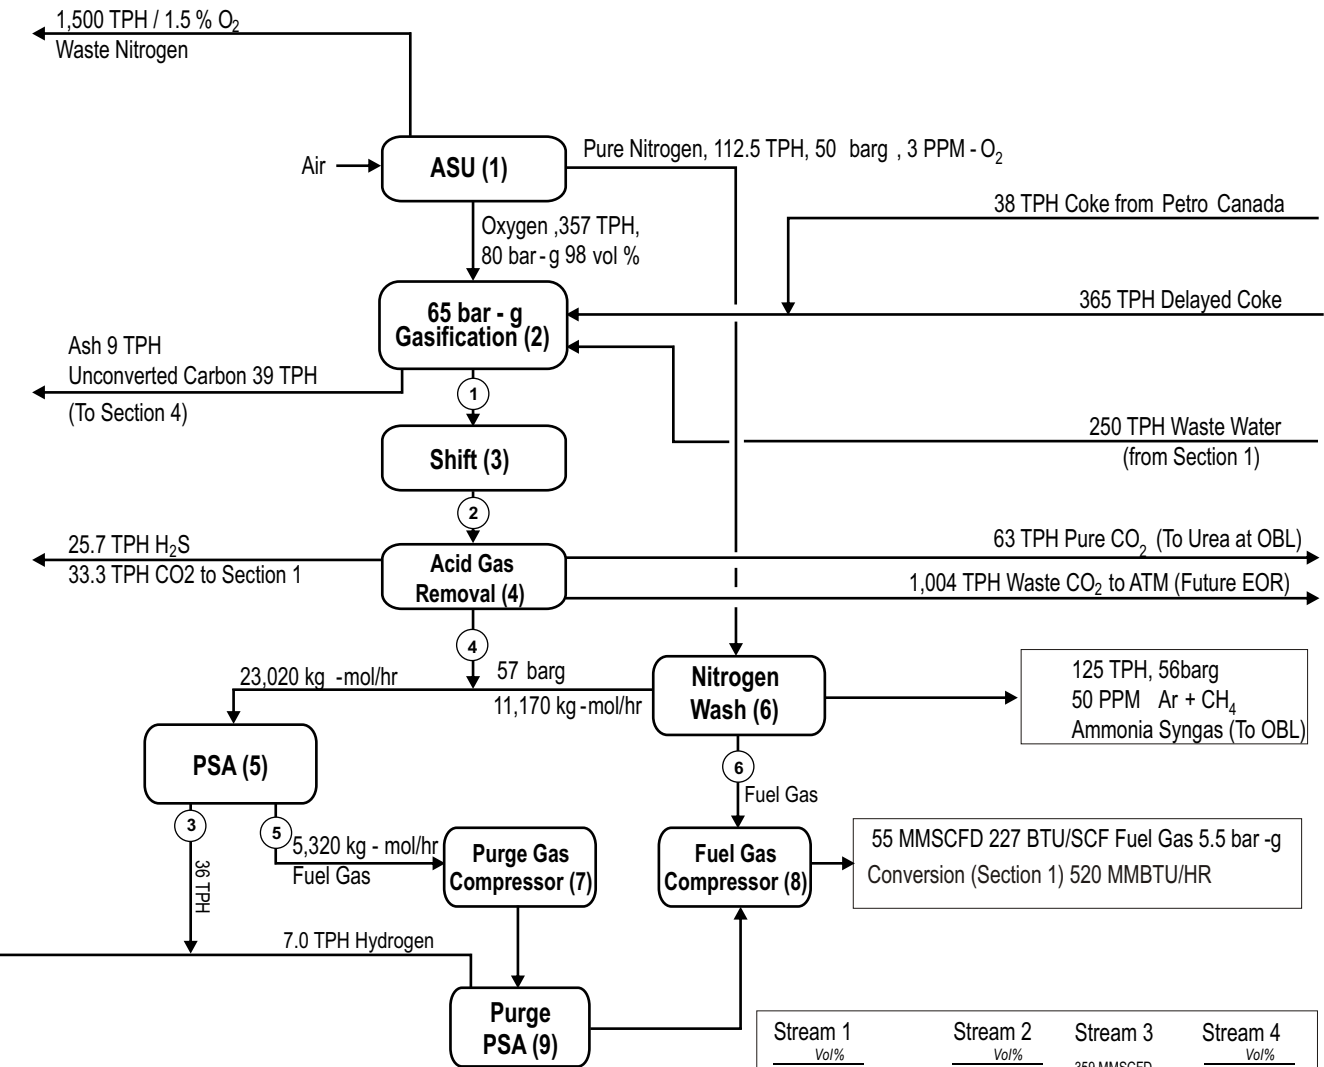 1,500 TPH / 1.5 % O2
Waste Nitrogen
Air
ASU (1)
Pure Nitrogen, 112.5 TPH, 50 barg , 3 PPM - O2
Oxygen ,357 TPH,
80 bar - g 98 vol %
38 TPH Coke from Petro Canada
365 TPH Delayed Coke
65 bar - g
Gasification (2)
Ash 9 TPH
Unconverted Carbon 39 TPH
(To Section 4)
1
250 TPH Waste Water
(from Section 1)
Shift (3)
2
25.7 TPH H2S
33.3 TPH CO2 to Section 1
Acid Gas
Removal (4)
63 TPH Pure CO2 (To Urea at OBL)
1,004 TPH Waste CO2 to ATM (Future EOR)
4
23,020 kg -mol/hr
57 barg
11,170 kg -mol/hr
Nitrogen
Wash (6)
125 TPH, 56barg
50 PPM Ar + CH4
Ammonia Syngas (To OBL)
PSA (5)
6
Fuel Gas
3
5
36 TPH
5,320 kg - mol/hr
Fuel Gas
Purge Gas
Compressor (7)
Fuel Gas
Compressor (8)
55 MMSCFD 227 BTU/SCF Fuel Gas 5.5 bar -g
Conversion (Section 1) 520 MMBTU/HR
7.0 TPH Hydrogen
Purge
PSA (9)
Stream 1 Stream 2 Stream 3 Stream 4
Vol% Vol% Vol%